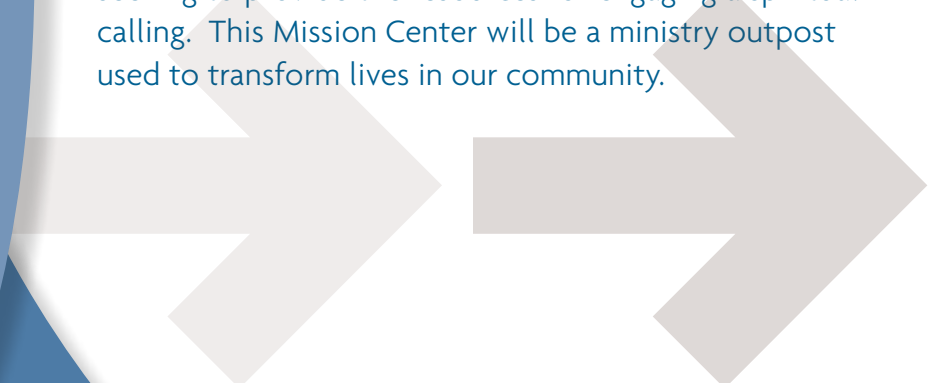 calling. This Mission Center will be a ministry outpost
used to transform lives in our community.